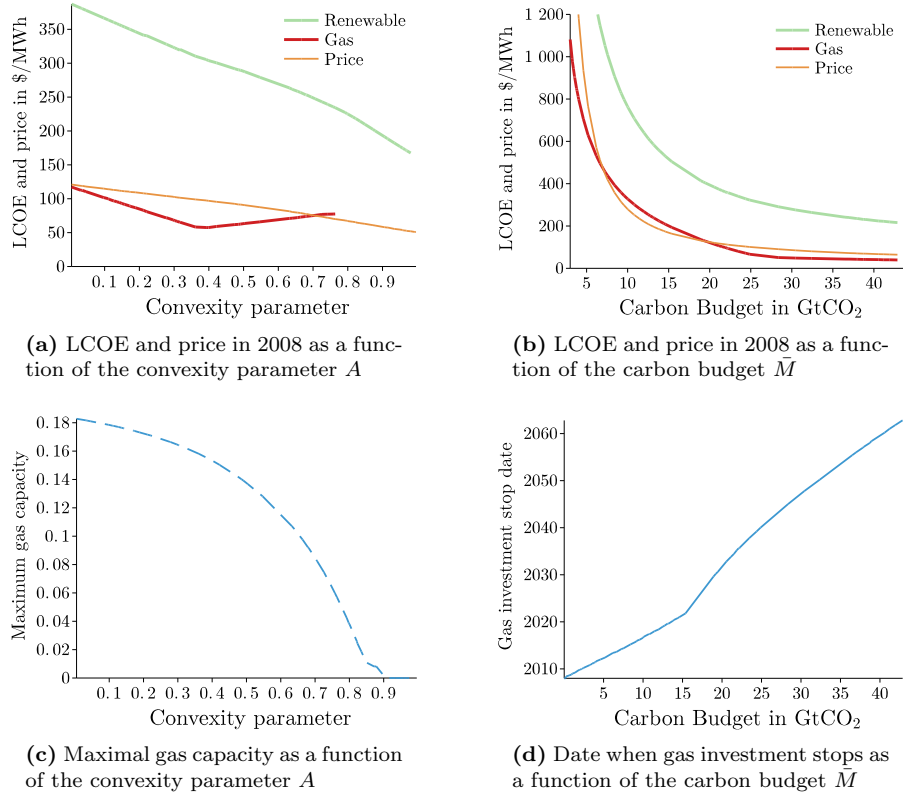 LCOE and price in $/MWh
350
300
250
200
150
100
50
0
Renewable
Gas
Price
0.1 0.2 0.3 0.4 0.5 0.6 0.7 0.8 0.9
Convexity parameter
(a) LCOE and price in 2008 as a func-
tion of the convexity parameter A
LCOE and price in $/MWh
1 200
1 000
800
600
400
200
0
Renewable
Gas
Price
5 10 15 20 25 30 35 40
Carbon Budget in GtCO₂
(b) LCOE and price in 2008 as a func-
tion of the carbon budget M̄
Maximum gas capacity
0.18
0.16
0.14
0.12
0.1
0.08
0.06
0.04
0.02
0
0.1 0.2 0.3 0.4 0.5 0.6 0.7 0.8 0.9
Convexity parameter
(c) Maximal gas capacity as a function
of the convexity parameter A
Gas investment stop date
2060
2050
2040
2030
2020
2010
5 10 15 20 25 30 35 40
Carbon Budget in GtCO₂
(d) Date when gas investment stops as
a function of the carbon budget M̄